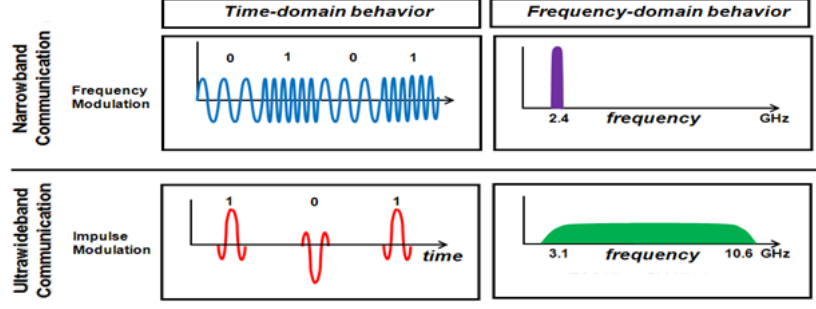 Time-domain behavior
Frequency-domain behavior
Narrowband
Communication
Frequency
Modulation
0 1 0 1
2.4 frequency GHz
Ultrawideband
Communication
Impulse
Modulation
1 0 1
time
3.1 frequency 10.6 GHz